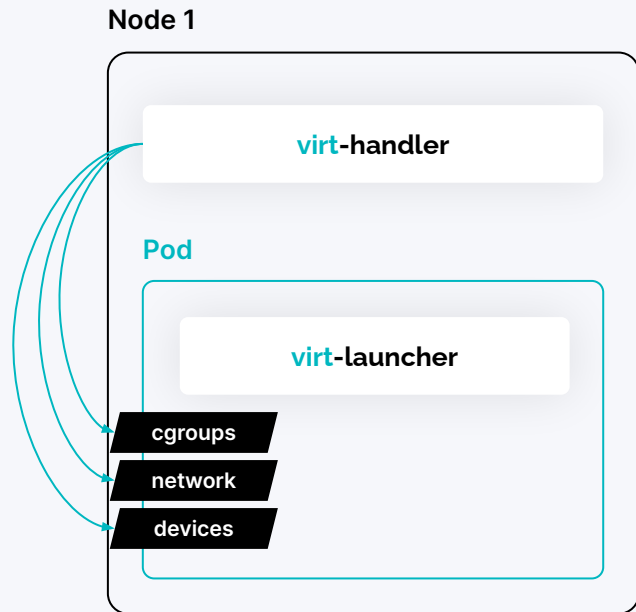 Node 1
virt-handler
Pod
virt-launcher
cgroups
network
devices